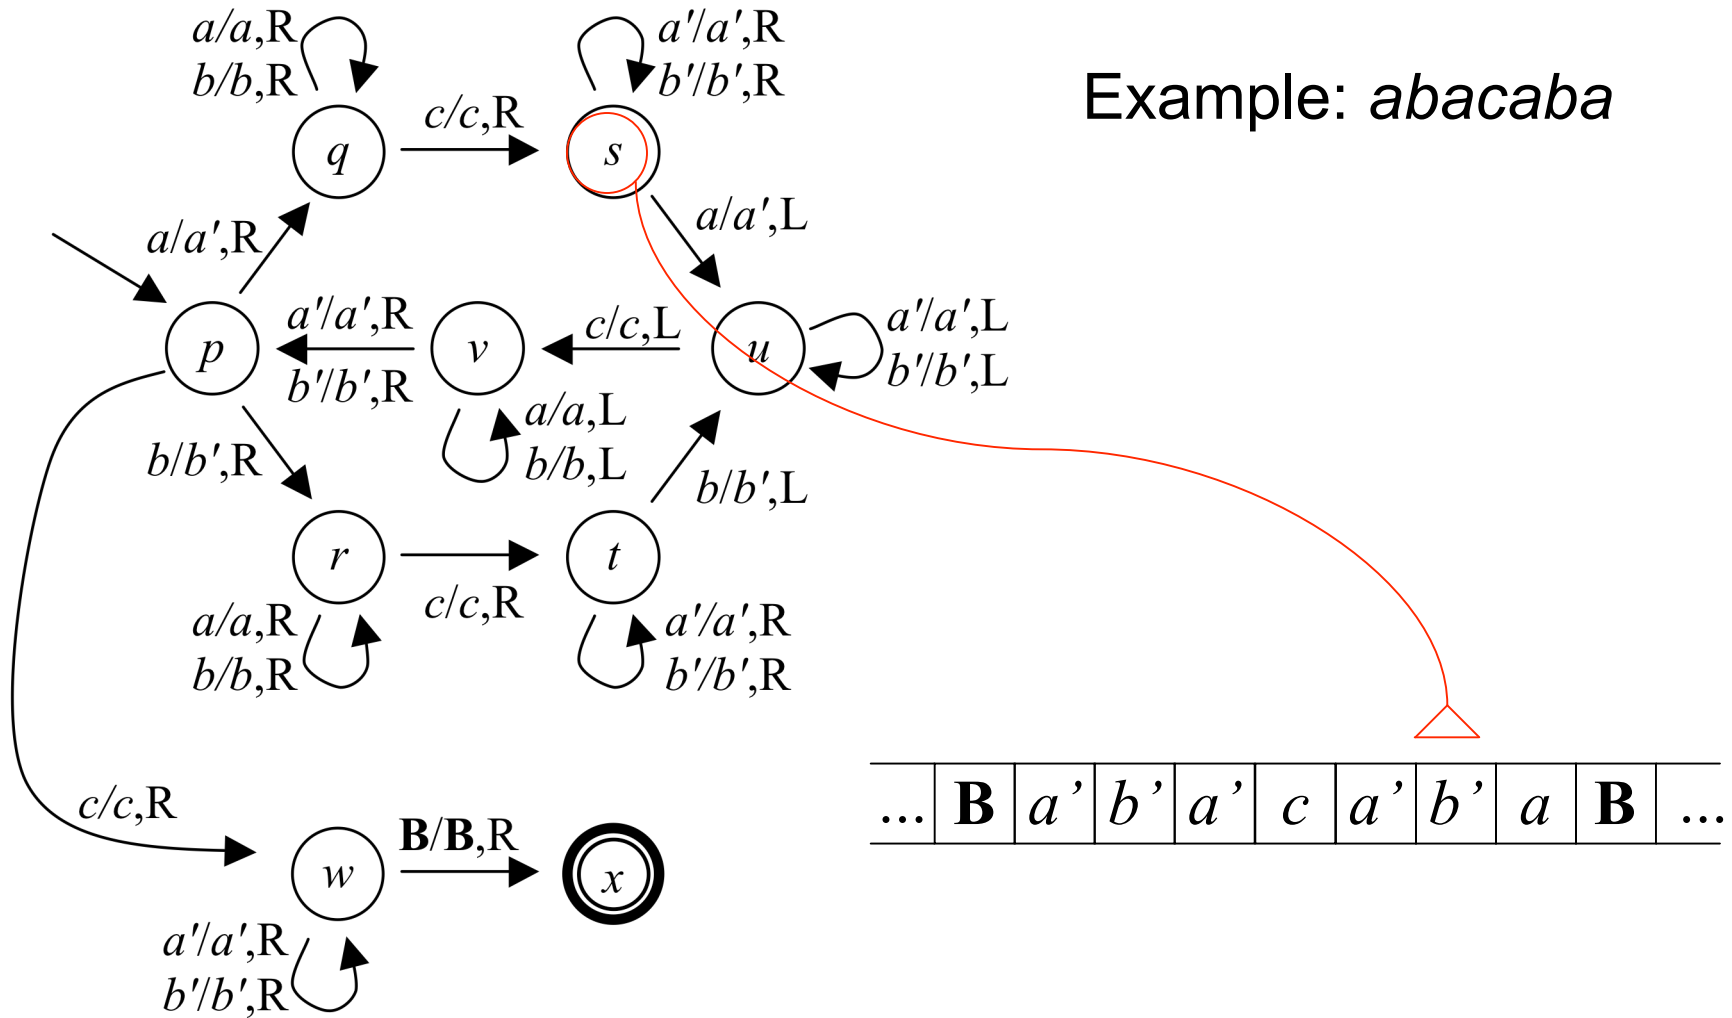 a/a,R
b/b,R
a'/a',R
b'/b',R
Example: abacaba
c/c,R
q
s
a/a',R
a/a',L
a'/a',R
b'/b',R
c/c,L
a'/a',L
b'/b',L
p
v
u
a/a,L
b/b,L
b/b',R
b/b',L
r
t
c/c,R
a/a,R
b/b,R
a'/a',R
b'/b',R
c/c,R
... B a’ b’ a’ c a’ b’ a B ...
B/B,R
w
x
a'/a',R
b'/b',R